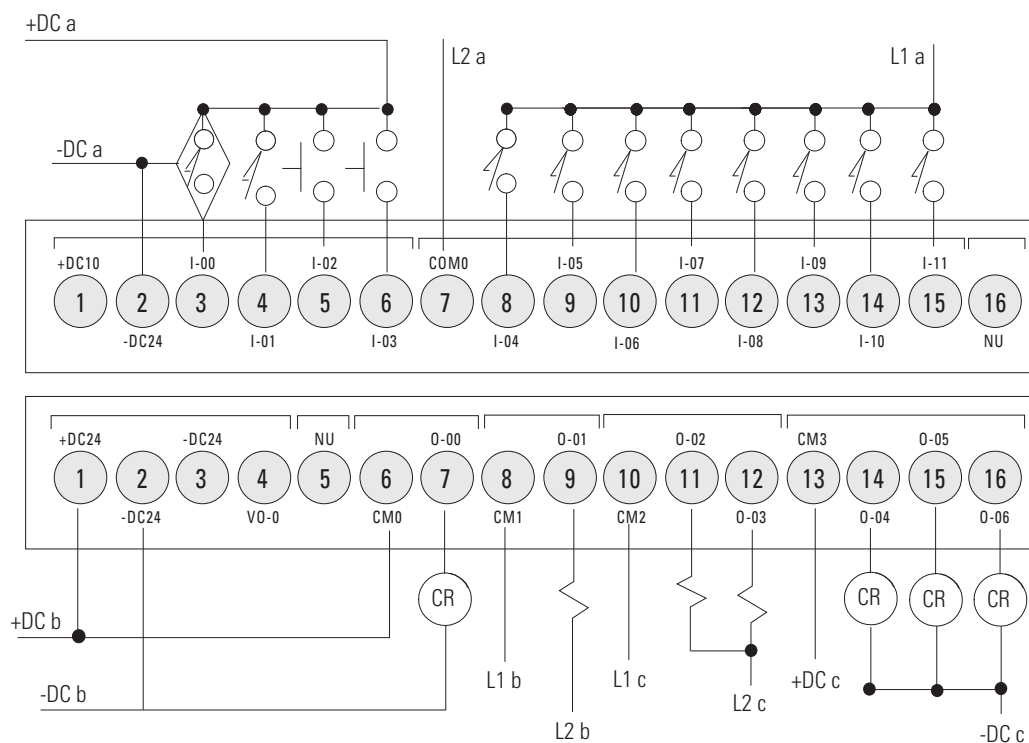 +DC a
L2 a
L1 a
-DC a
+DC10 I-00 I-02 COM0 I-05 I-07 I-09 I-11
1 2 3 4 5 6 7 8 9 10 11 12 13 14 15 16
-DC24 I-01 I-03 I-04 I-06 I-08 I-10 NU
+DC24 -DC24 NU O-00 O-01 O-02 CM3 O-05
1 2 3 4 5 6 7 8 9 10 11 12 13 14 15 16
-DC24 VO-0 CM0 CM1 CM2 O-03 O-04 O-06
CR CR CR CR
+DC b
L1 b L1 c +DC c
-DC b
L2 b L2 c -DC c